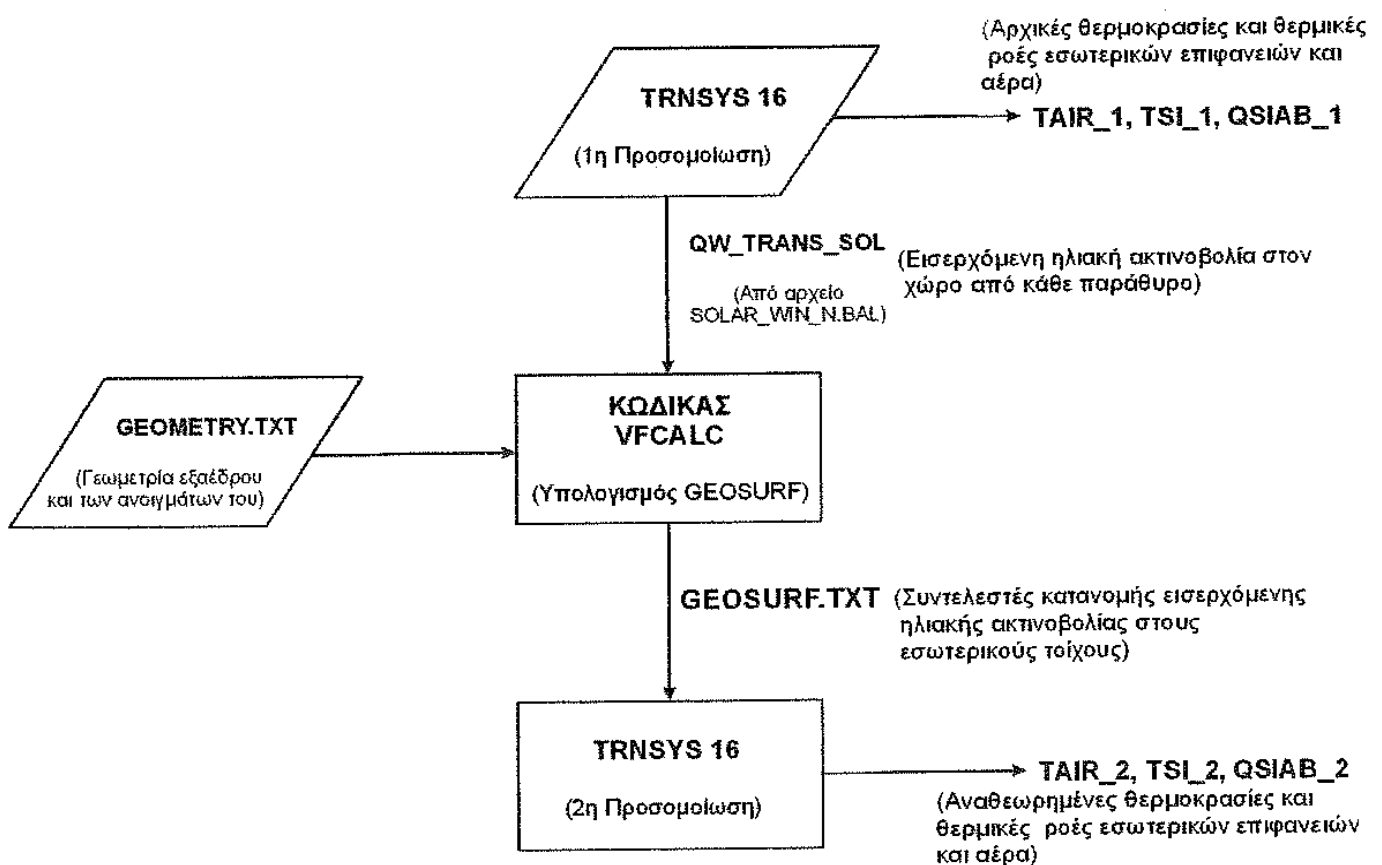 (Αρχικές θερμοκρασίες και θερμικές
ροές εσωτερικών επιφανειών και
αέρα)
TRNSYS 16
TAIR_1, TSI_1, QSIAB_1
(1η Προσομοίωση)
QW_TRANS_SOL
(Εισερχόμενη ηλιακή ακτινοβολία στον
χώρο από κάθε παράθυρο)
(Από αρχείο
SOLAR_WIN_N.BAL)
ΚΩΔΙΚΑΣ
VFCALC
(Υπολογισμός GEOSURF)
GEOMETRY.TXT
(Γεωμετρία εξαέδρου
και των ανοιγμάτων του)
GEOSURF.TXT
(Συντελεστές κατανομής εισερχόμενης
ηλιακής ακτινοβολίας στους
εσωτερικούς τοίχους)
TRNSYS 16
(2η Προσομοίωση)
TAIR_2, TSI_2, QSIAB_2
(Αναθεωρημένες θερμοκρασίες και
θερμικές ροές εσωτερικών επιφανειών
και αέρα)